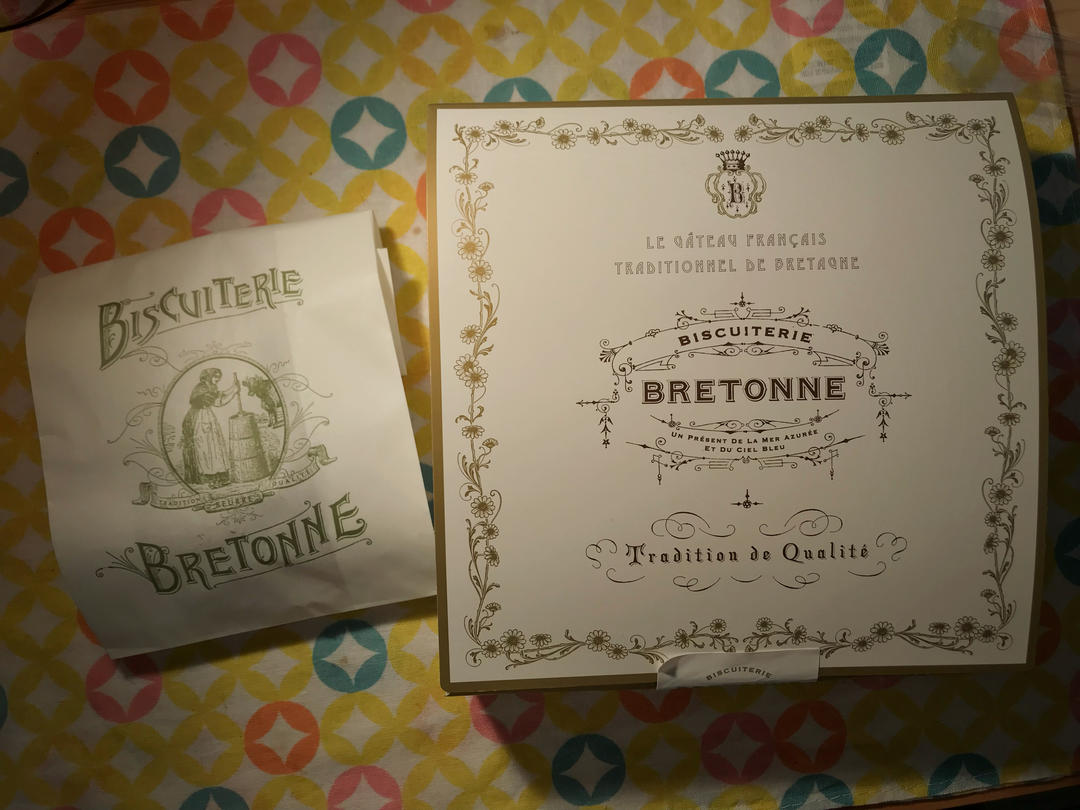 BISCUITERIE
TRADITION BEURRE QUALITÉ
BRETONNE
B
LE GÂTEAU FRANÇAIS
TRADITIONNEL DE BRETAGNE
BISCUITERIE
BRETONNE
UN PRÉSENT DE LA MER AZURÉE
ET DU CIEL BLEU
Tradition de Qualité
BISCUITERIE